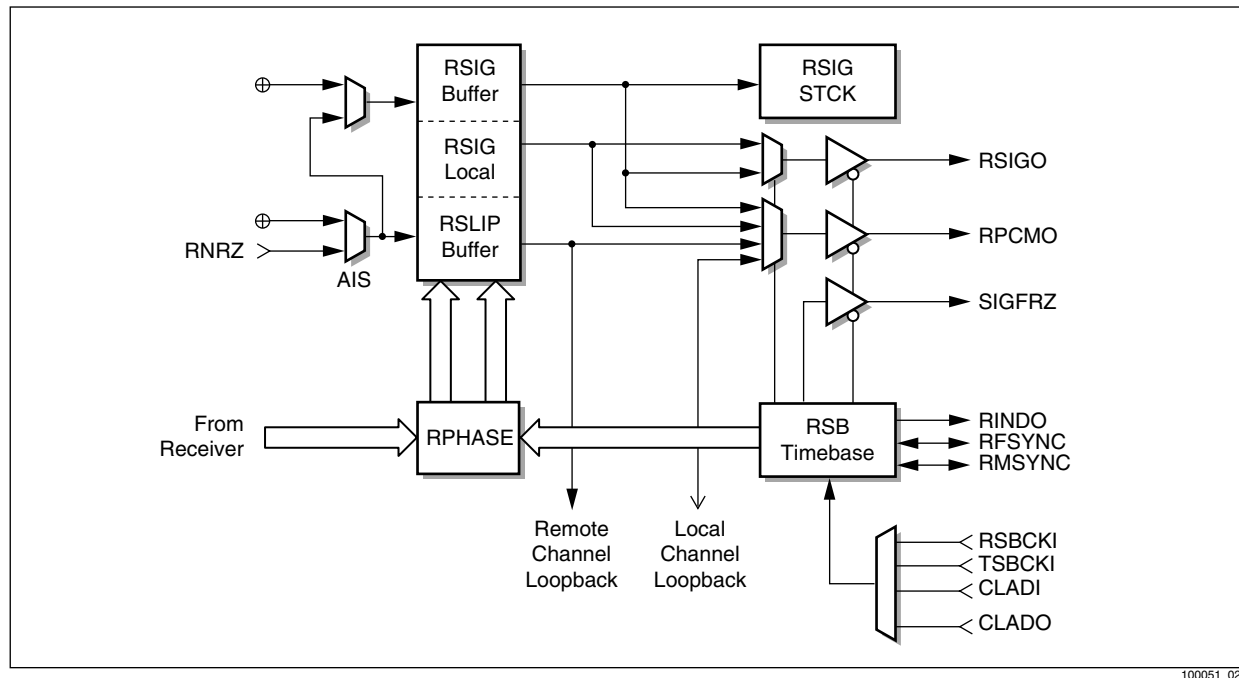 RSIG
Buffer
RSIG
Local
RSLIP
Buffer
RSIG
STCK
RNRZ
AIS
RSIGO
RPCMO
SIGFRZ
From
Receiver
RPHASE
RSB
Timebase
RINDO
RFSYNC
RMSYNC
Remote
Channel
Loopback
Local
Channel
Loopback
RSBCKI
TSBCKI
CLADI
CLADO
100051_02